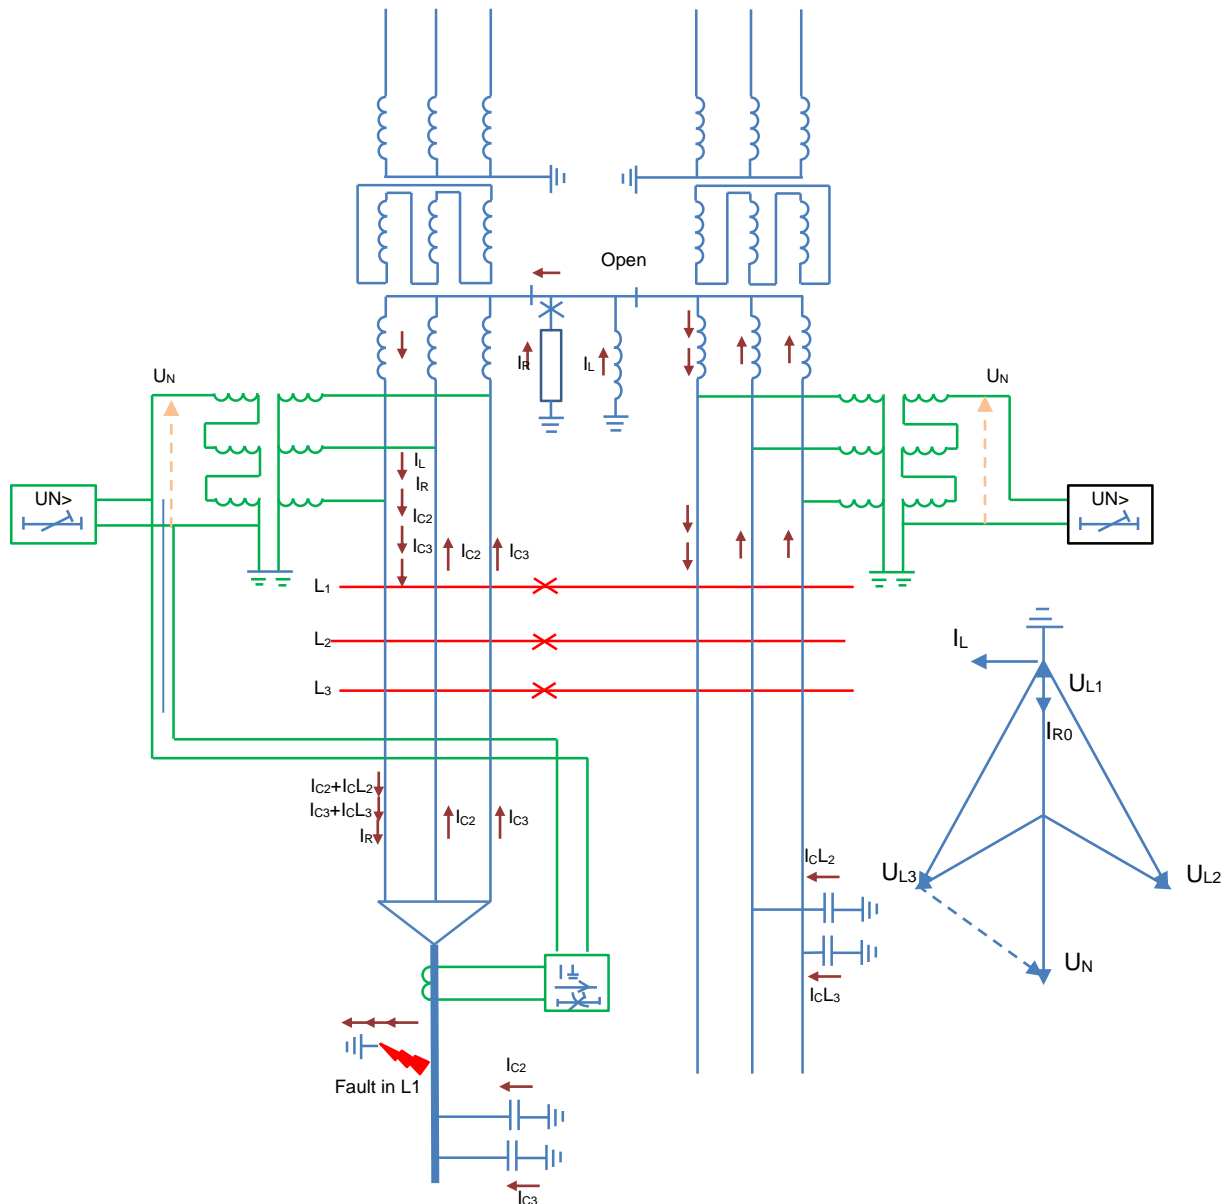 Open
IR
IL
UN
UN
IL
IR
UN>
UN>
IC2
IC3
IC2
IC3
L1
L2
IL
L3
UL1
IR0
IC2+ICL2
IC3+ICL3
IC2
IC3
IR
ICL2
UL3
UL2
UN
ICL3
Fault in L1
IC2
IC3